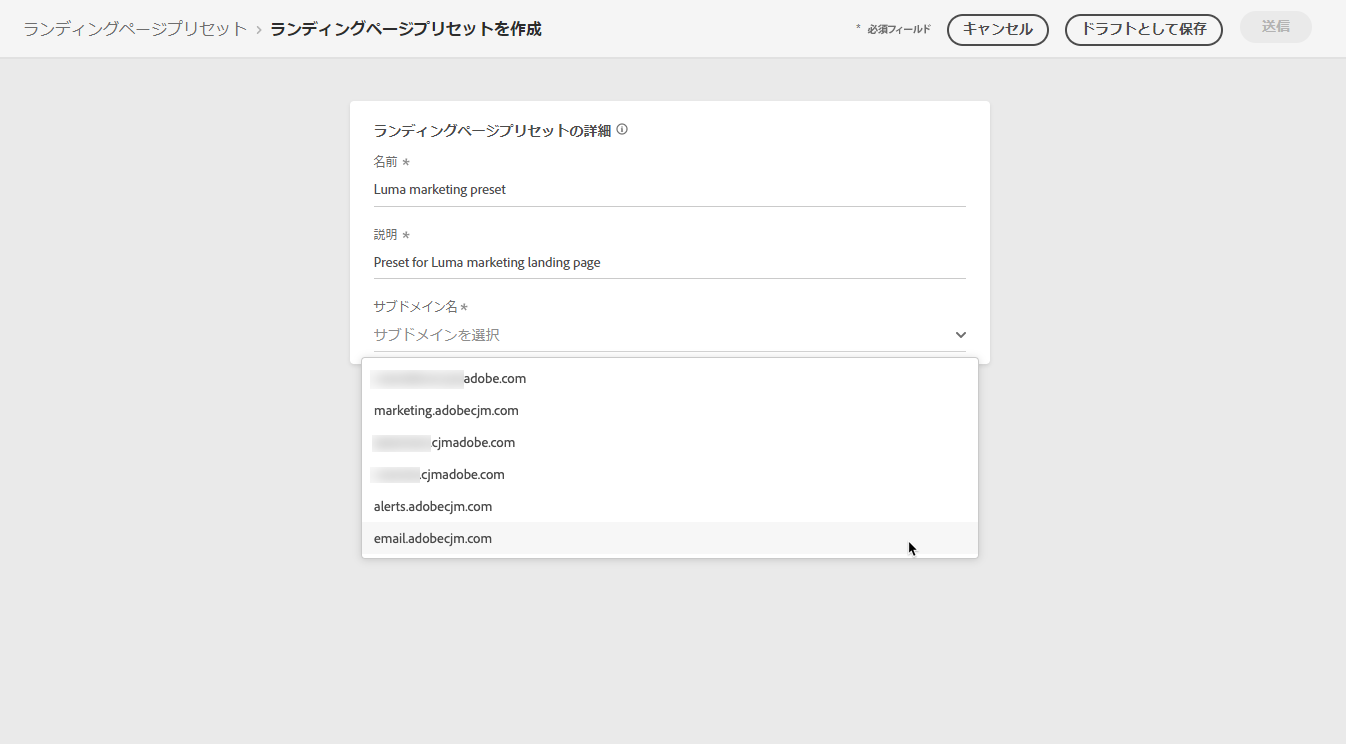 ランディングページプリセット › ランディングページプリセットを作成
* 必須フィールド
キャンセル
ドラフトとして保存
送信
ランディングページプリセットの詳細
名前 *
Luma marketing preset
説明 *
Preset for Luma marketing landing page
サブドメイン名 *
サブドメインを選択
adobe.com
marketing.adobecjm.com
.cjmadobe.com
.cjmadobe.com
alerts.adobecjm.com
email.adobecjm.com